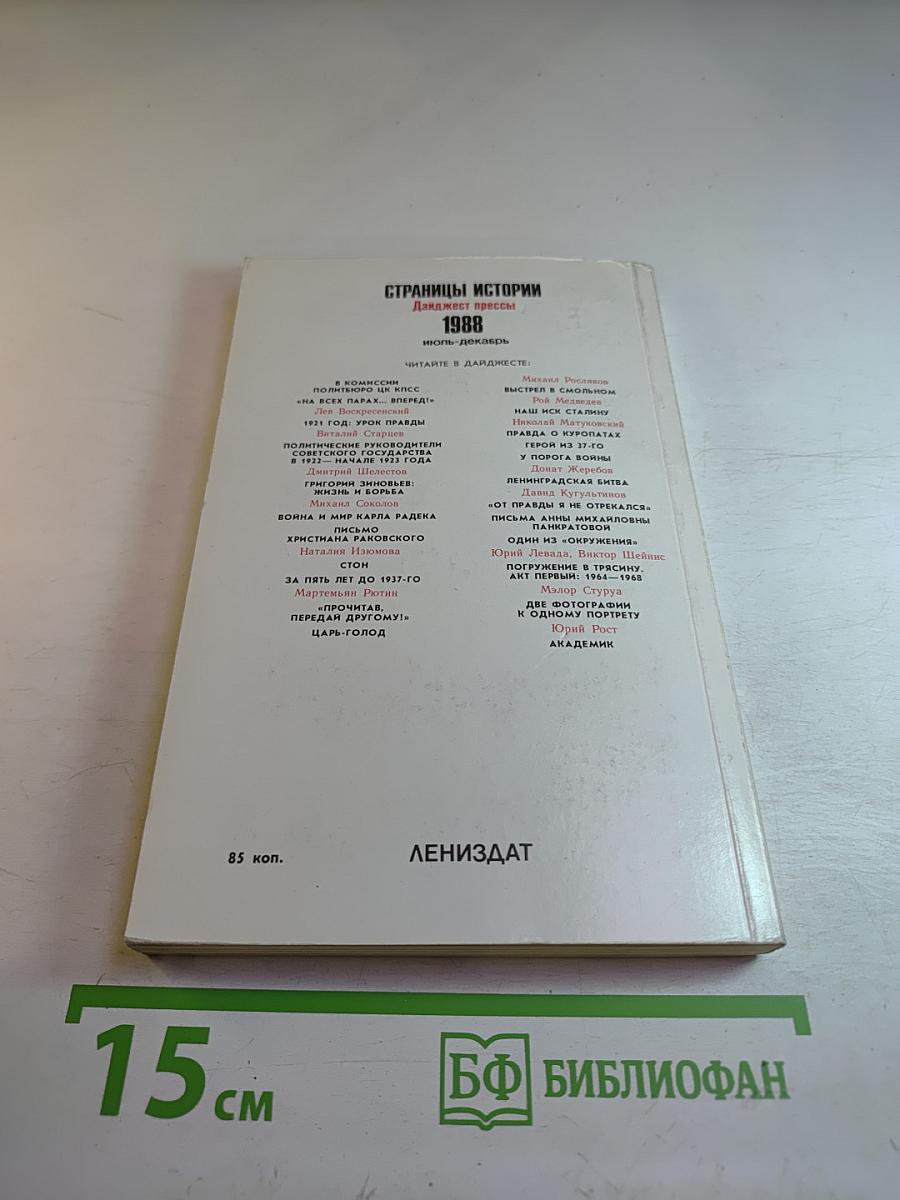 СТРАНИЦЫ ИСТОРИИ
Дайджест прессы
1988
июль-декабрь
ЧИТАЙТЕ В ДАЙДЖЕСТЕ:
В КОМИССИИ
ПОЛИТБЮРО ЦК КПСС
«НА ВСЕХ ПАРАХ... ВПЕРЕД!»
Лев Воскресенский
1921 ГОД: УРОК ПРАВДЫ
Виталий Старцев
ПОЛИТИЧЕСКИЕ РУКОВОДИТЕЛИ
СОВЕТСКОГО ГОСУДАРСТВА
В 1922— НАЧАЛЕ 1923 ГОДА
Дмитрий Шелестов
ГРИГОРИЙ ЗИНОВЬЕВ:
ЖИЗНЬ И БОРЬБА
Михаил Соколов
ВОЙНА И МИР КАРЛА РАДЕКА
ПИСЬМО
ХРИСТИАНА РАКОВСКОГО
Наталия Изюмова
СТОН
ЗА ПЯТЬ ЛЕТ ДО 1937-ГО
Мартемьян Рютин
«ПРОЧИТАВ,
ПЕРЕДАЙ ДРУГОМУ!»
ЦАРЬ-ГОЛОД
Михаил Росляков
ВЫСТРЕЛ В СМОЛЬНОМ
Рой Медведев
НАШ ИСК СТАЛИНУ
Николай Матуковский
ПРАВДА О КУРОПАТАХ
ГЕРОЙ ИЗ 37-ГО
У ПОРОГА ВОЙНЫ
Донат Жеребов
ЛЕНИНГРАДСКАЯ БИТВА
Давид Кугультинов
«ОТ ПРАВДЫ Я НЕ ОТРЕКАЛСЯ»
ПИСЬМА АННЫ МИХАЙЛОВНЫ
ПАНКРАТОВОЙ
ОДИН ИЗ «ОКРУЖЕНИЯ»
Юрий Левада, Виктор Шейнис
ПОГРУЖЕНИЕ В ТРЯСИНУ.
АКТ ПЕРВЫЙ: 1964—1968
Мэлор Стуруа
ДВЕ ФОТОГРАФИИ
К ОДНОМУ ПОРТРЕТУ
Юрий Рост
АКАДЕМИК
85 коп.
ЛЕНИЗДАТ
15 см
БФ БИБЛИОФАН